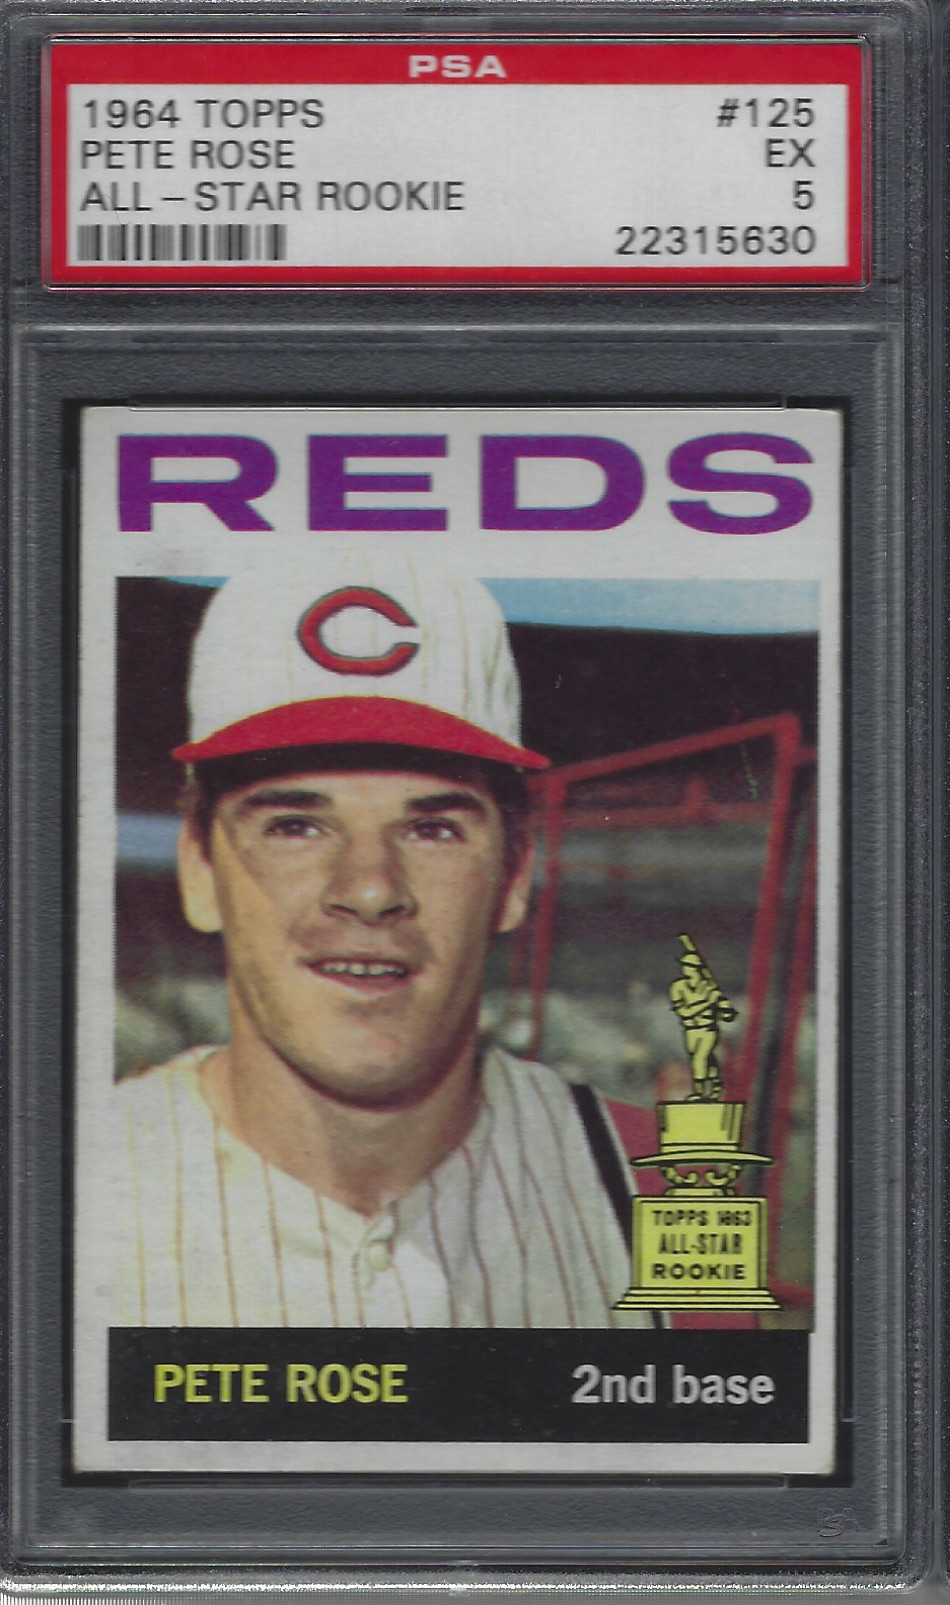 PSA
1964 TOPPS #125
PETE ROSE EX
ALL-STAR ROOKIE 5
22315630
REDS
C
TOPPS 1963
ALL-STAR
ROOKIE
PETE ROSE 2nd base